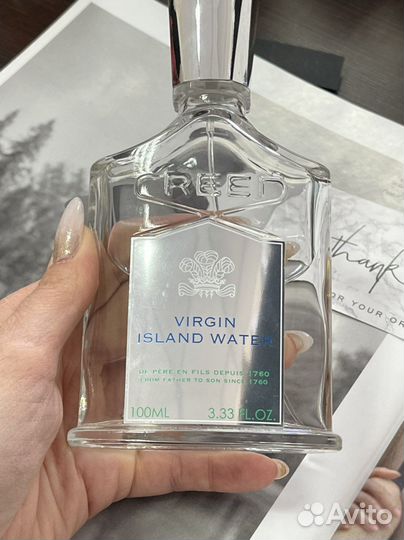 CREED
VIRGIN
ISLAND WATER
DE PÈRE EN FILS DEPUIS 1760
FROM FATHER TO SON SINCE 1760
100ML 3.33 FL.OZ.
thank
FOR YOUR OR
Avito